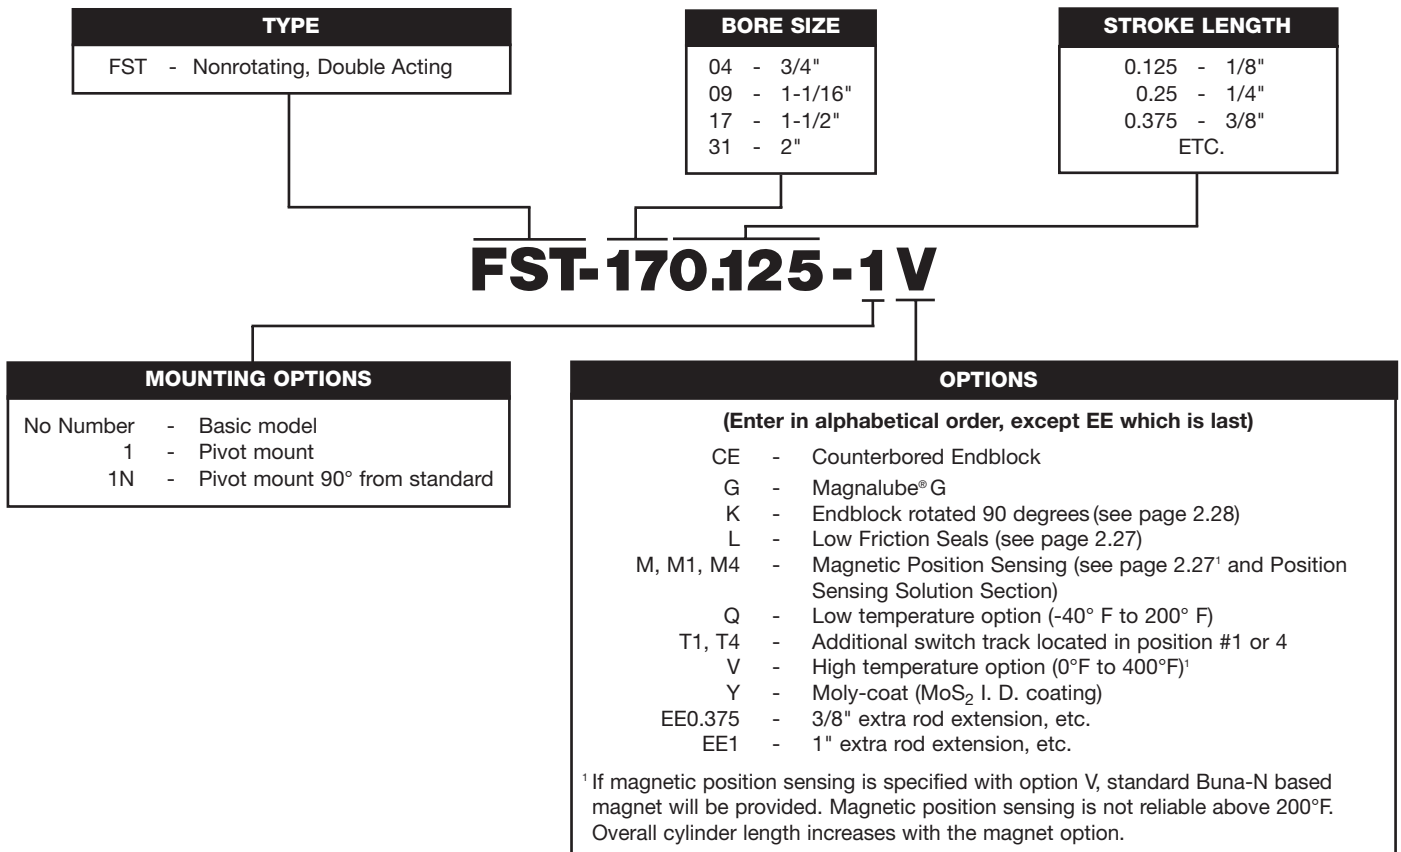 TYPE
FST - Nonrotating, Double Acting
BORE SIZE
04 - 3/4"
09 - 1-1/16"
17 - 1-1/2"
31 - 2"
STROKE LENGTH
0.125 - 1/8"
0.25 - 1/4"
0.375 - 3/8"
ETC.
FST-170.125-1V
MOUNTING OPTIONS
No Number - Basic model
1 - Pivot mount
1N - Pivot mount 90° from standard
OPTIONS
(Enter in alphabetical order, except EE which is last)
CE - Counterbored Endblock
G - Magnalube® G
K - Endblock rotated 90 degrees (see page 2.28)
L - Low Friction Seals (see page 2.27)
M, M1, M4 - Magnetic Position Sensing (see page 2.27¹ and Position
Sensing Solution Section)
Q - Low temperature option (-40° F to 200° F)
T1, T4 - Additional switch track located in position #1 or 4
V - High temperature option (0°F to 400°F)¹
Y - Moly-coat (MoS₂ I. D. coating)
EE0.375 - 3/8" extra rod extension, etc.
EE1 - 1" extra rod extension, etc.
¹ If magnetic position sensing is specified with option V, standard Buna-N based
magnet will be provided. Magnetic position sensing is not reliable above 200°F.
Overall cylinder length increases with the magnet option.